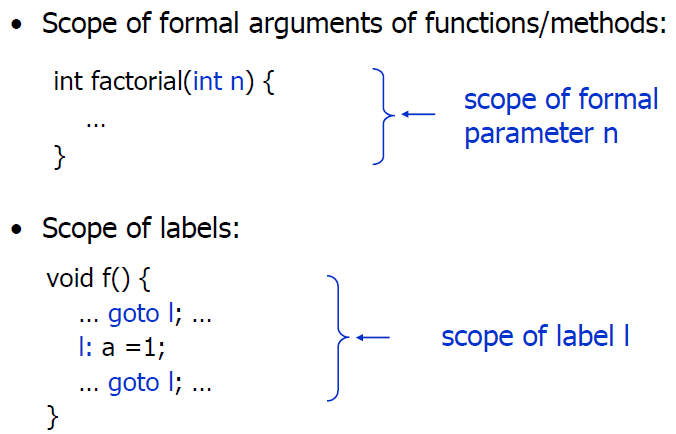 • Scope of formal arguments of functions/methods:
int factorial(int n) {
...
}
scope of formal
parameter n
• Scope of labels:
void f() {
... goto l; ...
l: a =1;
... goto l; ...
}
scope of label l